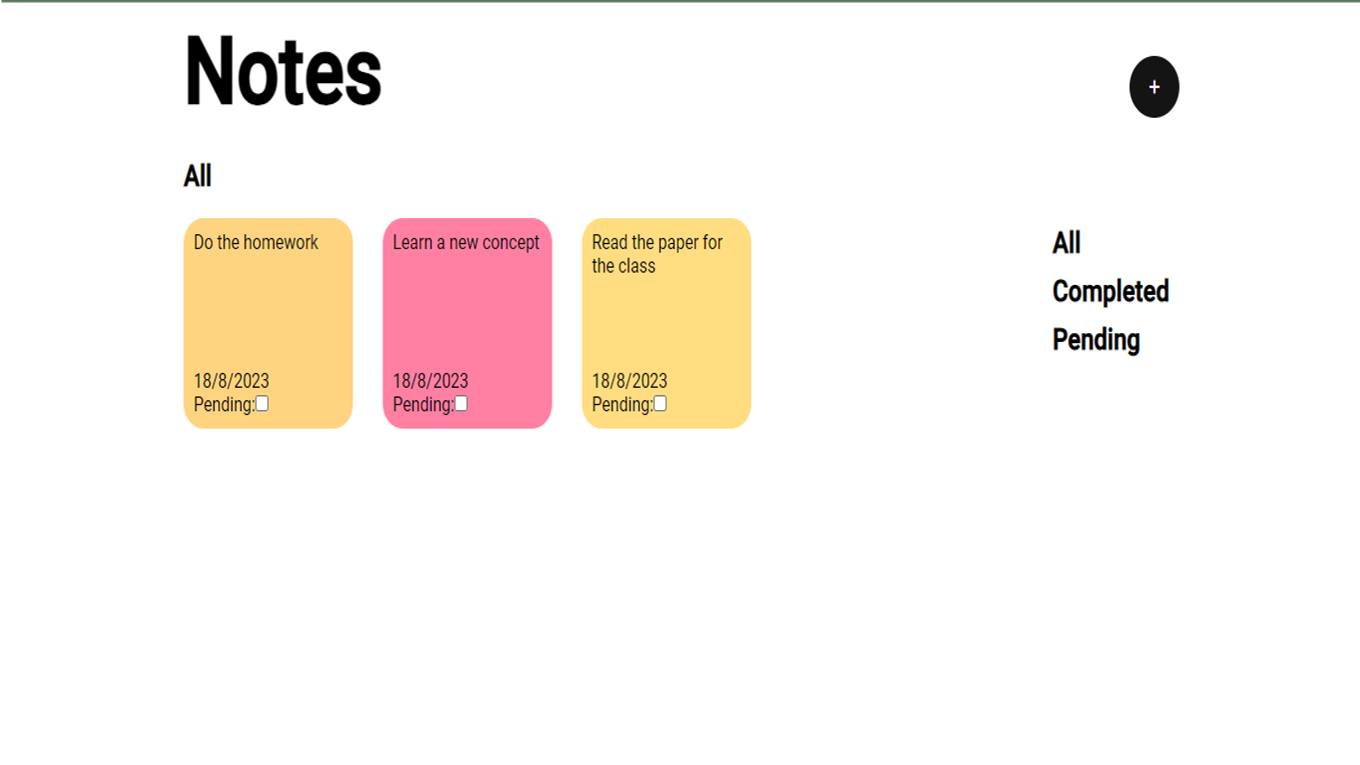 Notes
+
All
Do the homework
18/8/2023
Pending:
Learn a new concept
18/8/2023
Pending:
Read the paper for
the class
18/8/2023
Pending:
All
Completed
Pending